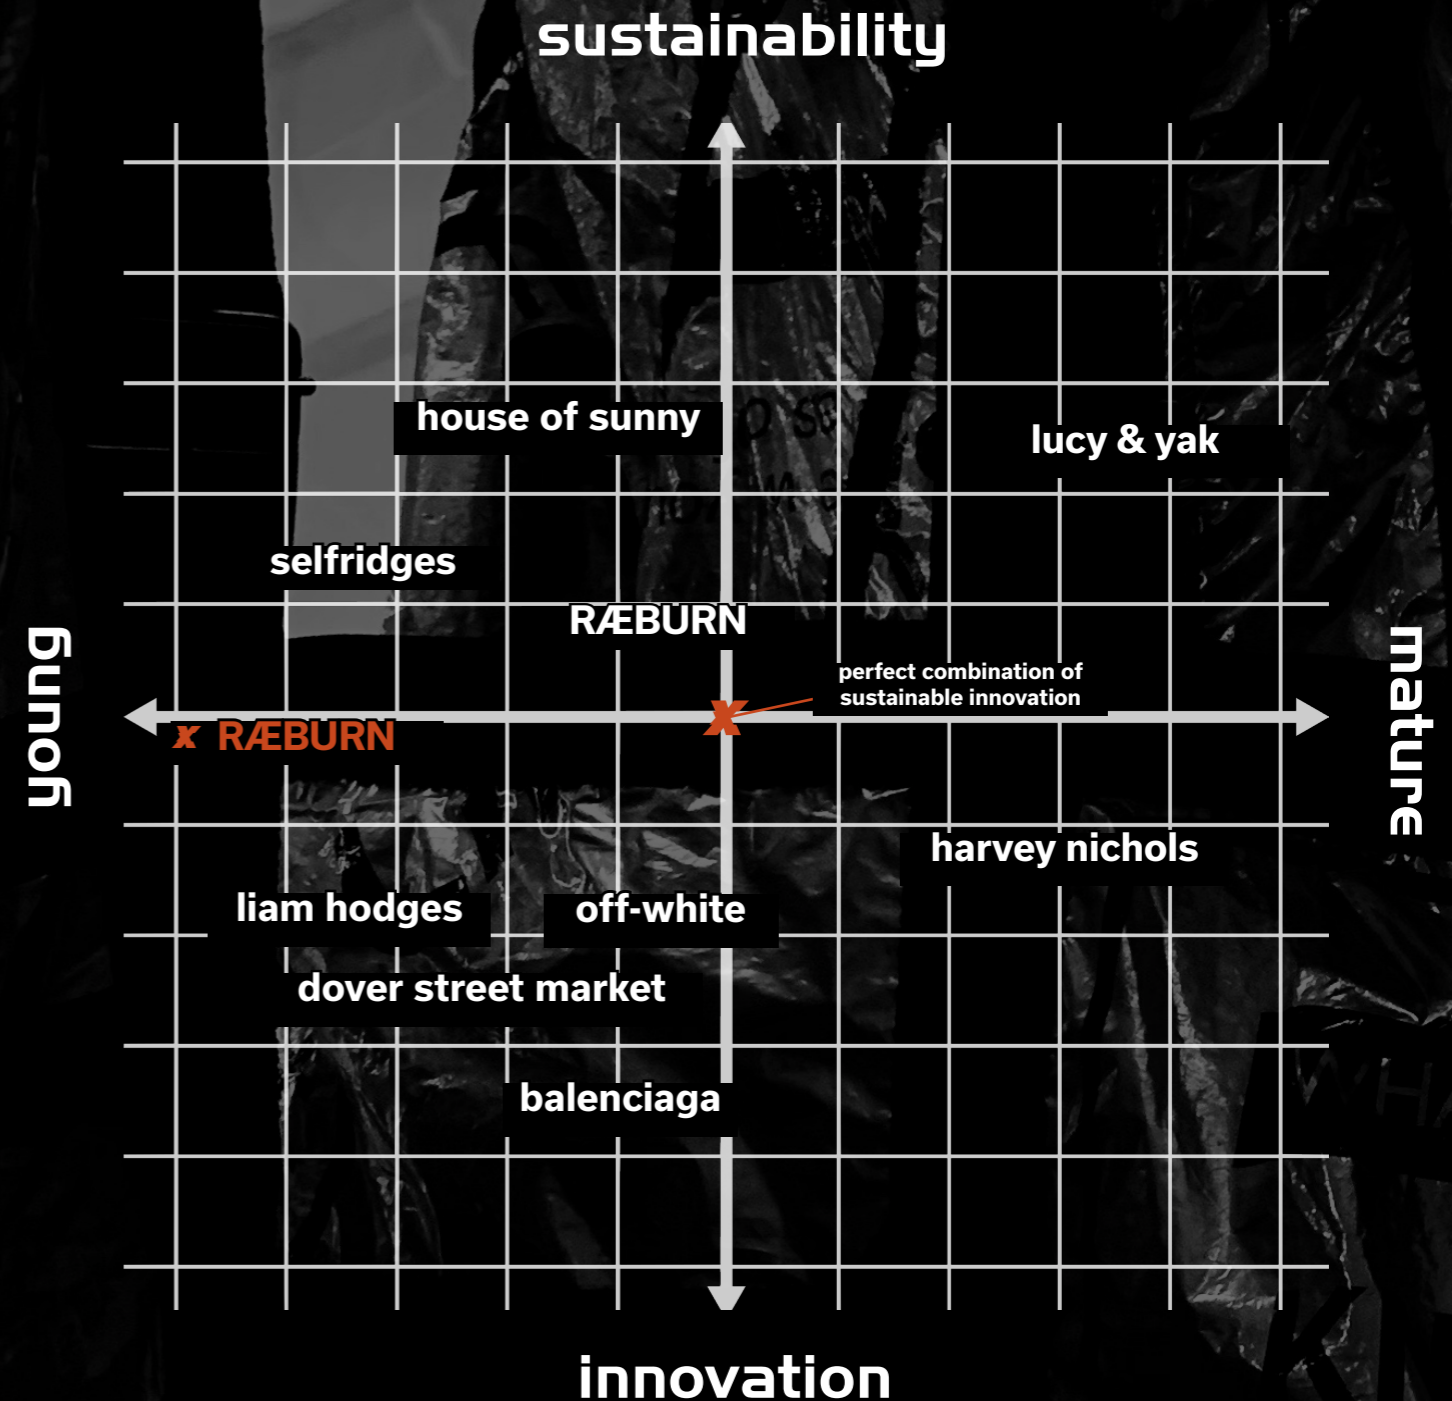 sustainability
house of sunny
lucy & yak
selfridges
RÆBURN
perfect combination of
sustainable innovation
young
mature
x RÆBURN
x
harvey nichols
liam hodges
off-white
dover street market
balenciaga
innovation